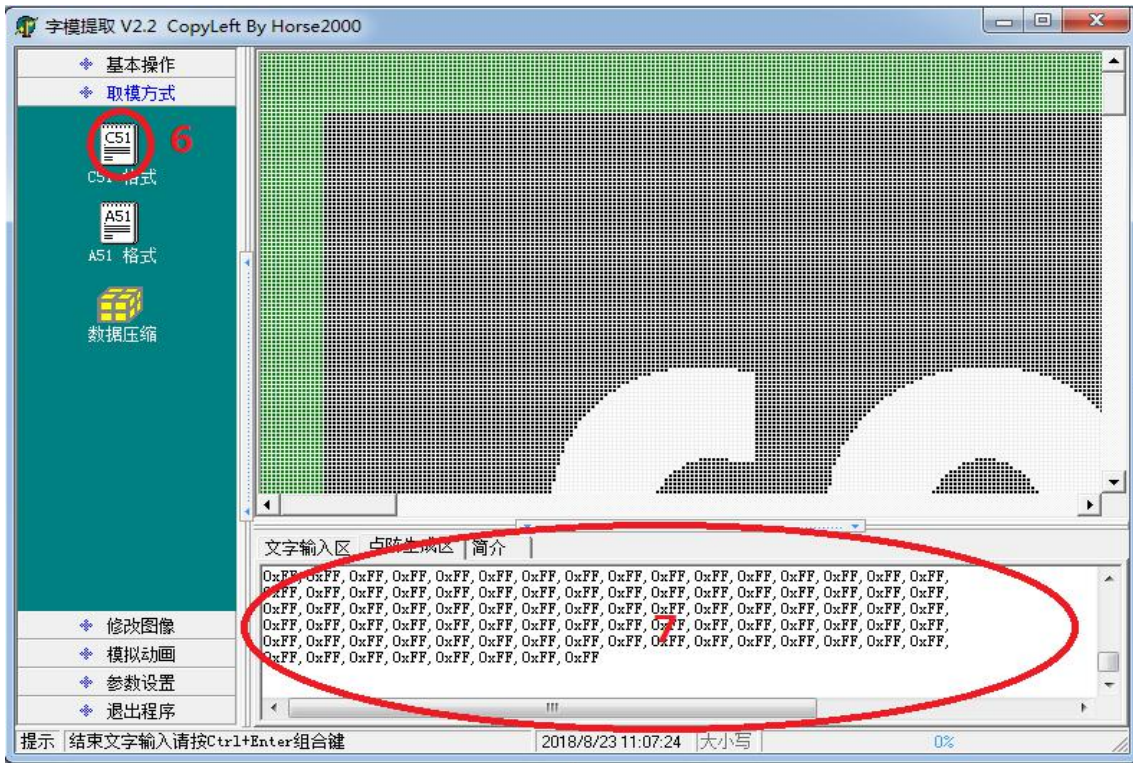 字模提取 V2.2 CopyLeft By Horse2000
基本操作
取模方式
C51
6
C51 格式
A51
A51 格式
数据压缩
文字输入区 点阵生成区 简介
0xFF, 0xFF, 0xFF, 0xFF, 0xFF, 0xFF, 0xFF, 0xFF, 0xFF, 0xFF, 0xFF, 0xFF, 0xFF, 0xFF, 0xFF, 0xFF,
0xFF, 0xFF, 0xFF, 0xFF, 0xFF, 0xFF, 0xFF, 0xFF, 0xFF, 0xFF, 0xFF, 0xFF, 0xFF, 0xFF, 0xFF, 0xFF,
0xFF, 0xFF, 0xFF, 0xFF, 0xFF, 0xFF, 0xFF, 0xFF, 0xFF, 0xFF, 0xFF, 0xFF, 0xFF, 0xFF, 0xFF, 0xFF,
0xFF, 0xFF, 0xFF, 0xFF, 0xFF, 0xFF, 0xFF, 0xFF, 0xFF, 0xFF, 0xFF, 0xFF, 0xFF, 0xFF, 0xFF, 0xFF,
0xFF, 0xFF, 0xFF, 0xFF, 0xFF, 0xFF, 0xFF, 0xFF, 0xFF, 0xFF, 0xFF, 0xFF, 0xFF, 0xFF, 0xFF, 0xFF,
0xFF, 0xFF, 0xFF, 0xFF, 0xFF, 0xFF, 0xFF, 0xFF
7
修改图像
模拟动画
参数设置
退出程序
提示 结束文字输入请按Ctrl+Enter组合键 2018/8/23 11:07:24 大小写 0%